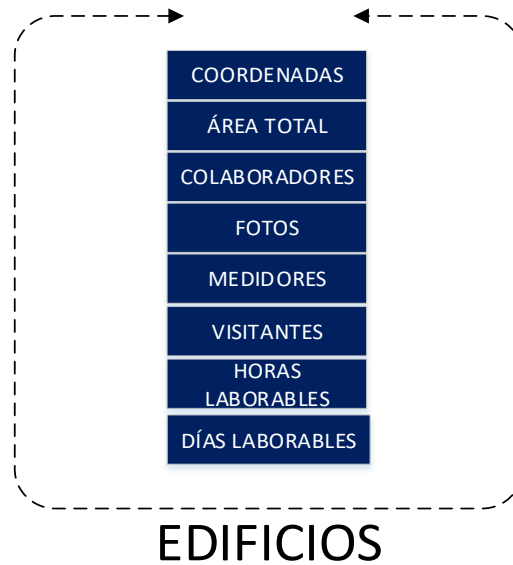 COORDENADAS
ÁREA TOTAL
COLABORADORES
FOTOS
MEDIDORES
VISITANTES
HORAS
LABORABLES
DÍAS LABORABLES
EDIFICIOS